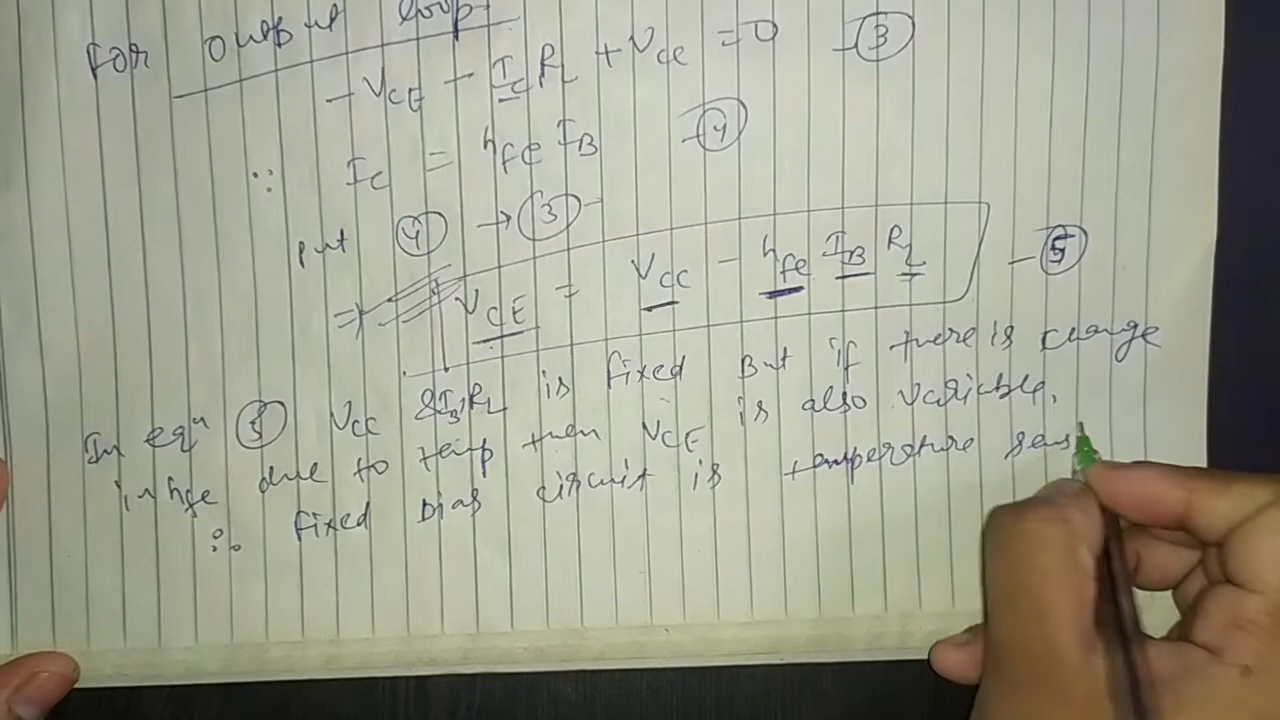 For output loop
- VCE - IC RL + VCC = 0 - ③
∵ IC = hfe IB - ④
put ④ → ③ -
⇒ VCE = VCC - hfe IB RL - ⑤
In eqⁿ ⑤ VCC & IB, RL is fixed But if there is change
in hfe due to temp then VCE is also variable.
∴ fixed bias circuit is temperature sens